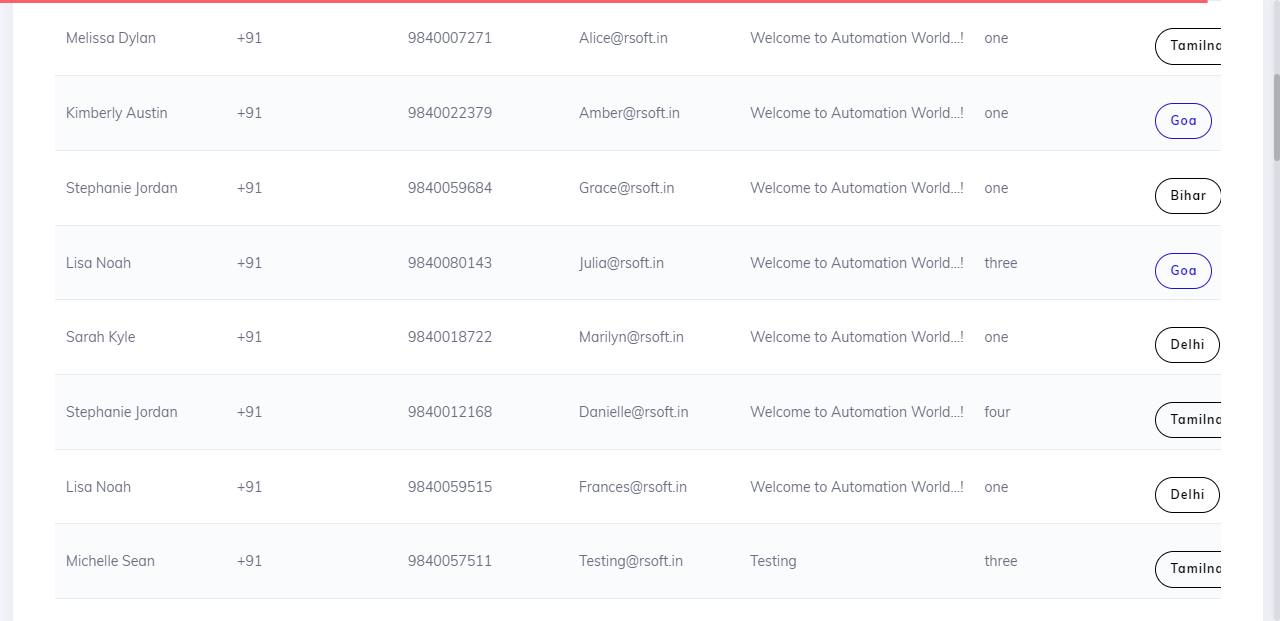 Melissa Dylan +91 9840007271 Alice@rsoft.in Welcome to Automation World...! one
Kimberly Austin +91 9840022379 Amber@rsoft.in Welcome to Automation World...! one Goa
Stephanie Jordan +91 9840059684 Grace@rsoft.in Welcome to Automation World...! one Bihar
Lisa Noah +91 9840080143 Julia@rsoft.in Welcome to Automation World...! three Goa
Sarah Kyle +91 9840018722 Marilyn@rsoft.in Welcome to Automation World...! one Delhi
Stephanie Jordan +91 9840012168 Danielle@rsoft.in Welcome to Automation World...! four
Lisa Noah +91 9840059515 Frances@rsoft.in Welcome to Automation World...! one Delhi
Michelle Sean +91 9840057511 Testing@rsoft.in Testing three